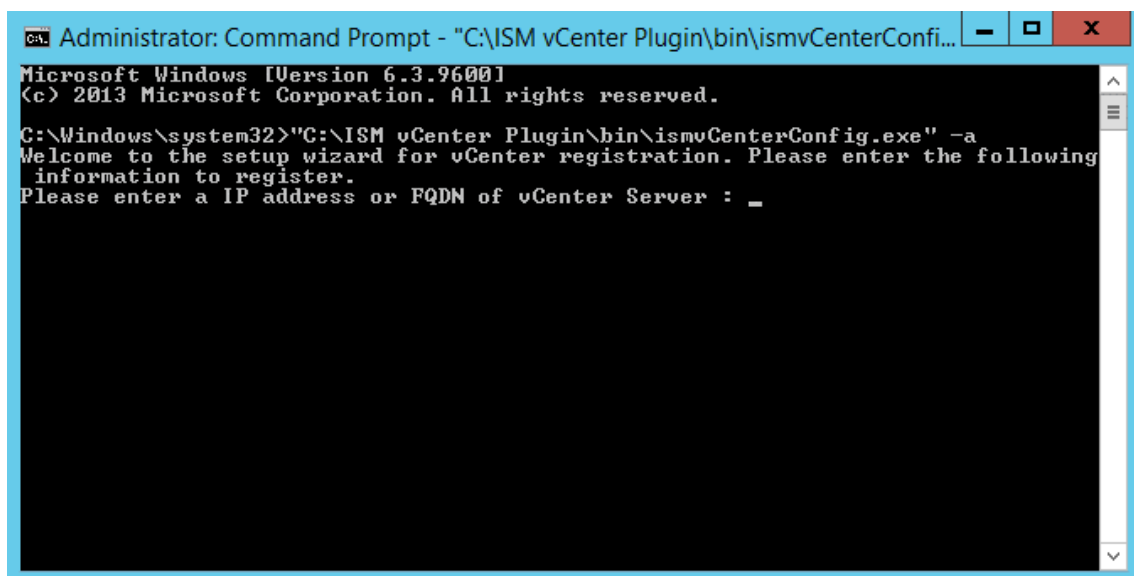 Administrator: Command Prompt - "C:\ISM vCenter Plugin\bin\ismvCenterConfi...
Microsoft Windows [Version 6.3.9600]
(c) 2013 Microsoft Corporation. All rights reserved.
C:\Windows\system32>"C:\ISM vCenter Plugin\bin\ismvCenterConfig.exe" -a
Welcome to the setup wizard for vCenter registration. Please enter the following
information to register.
Please enter a IP address or FQDN of vCenter Server : _